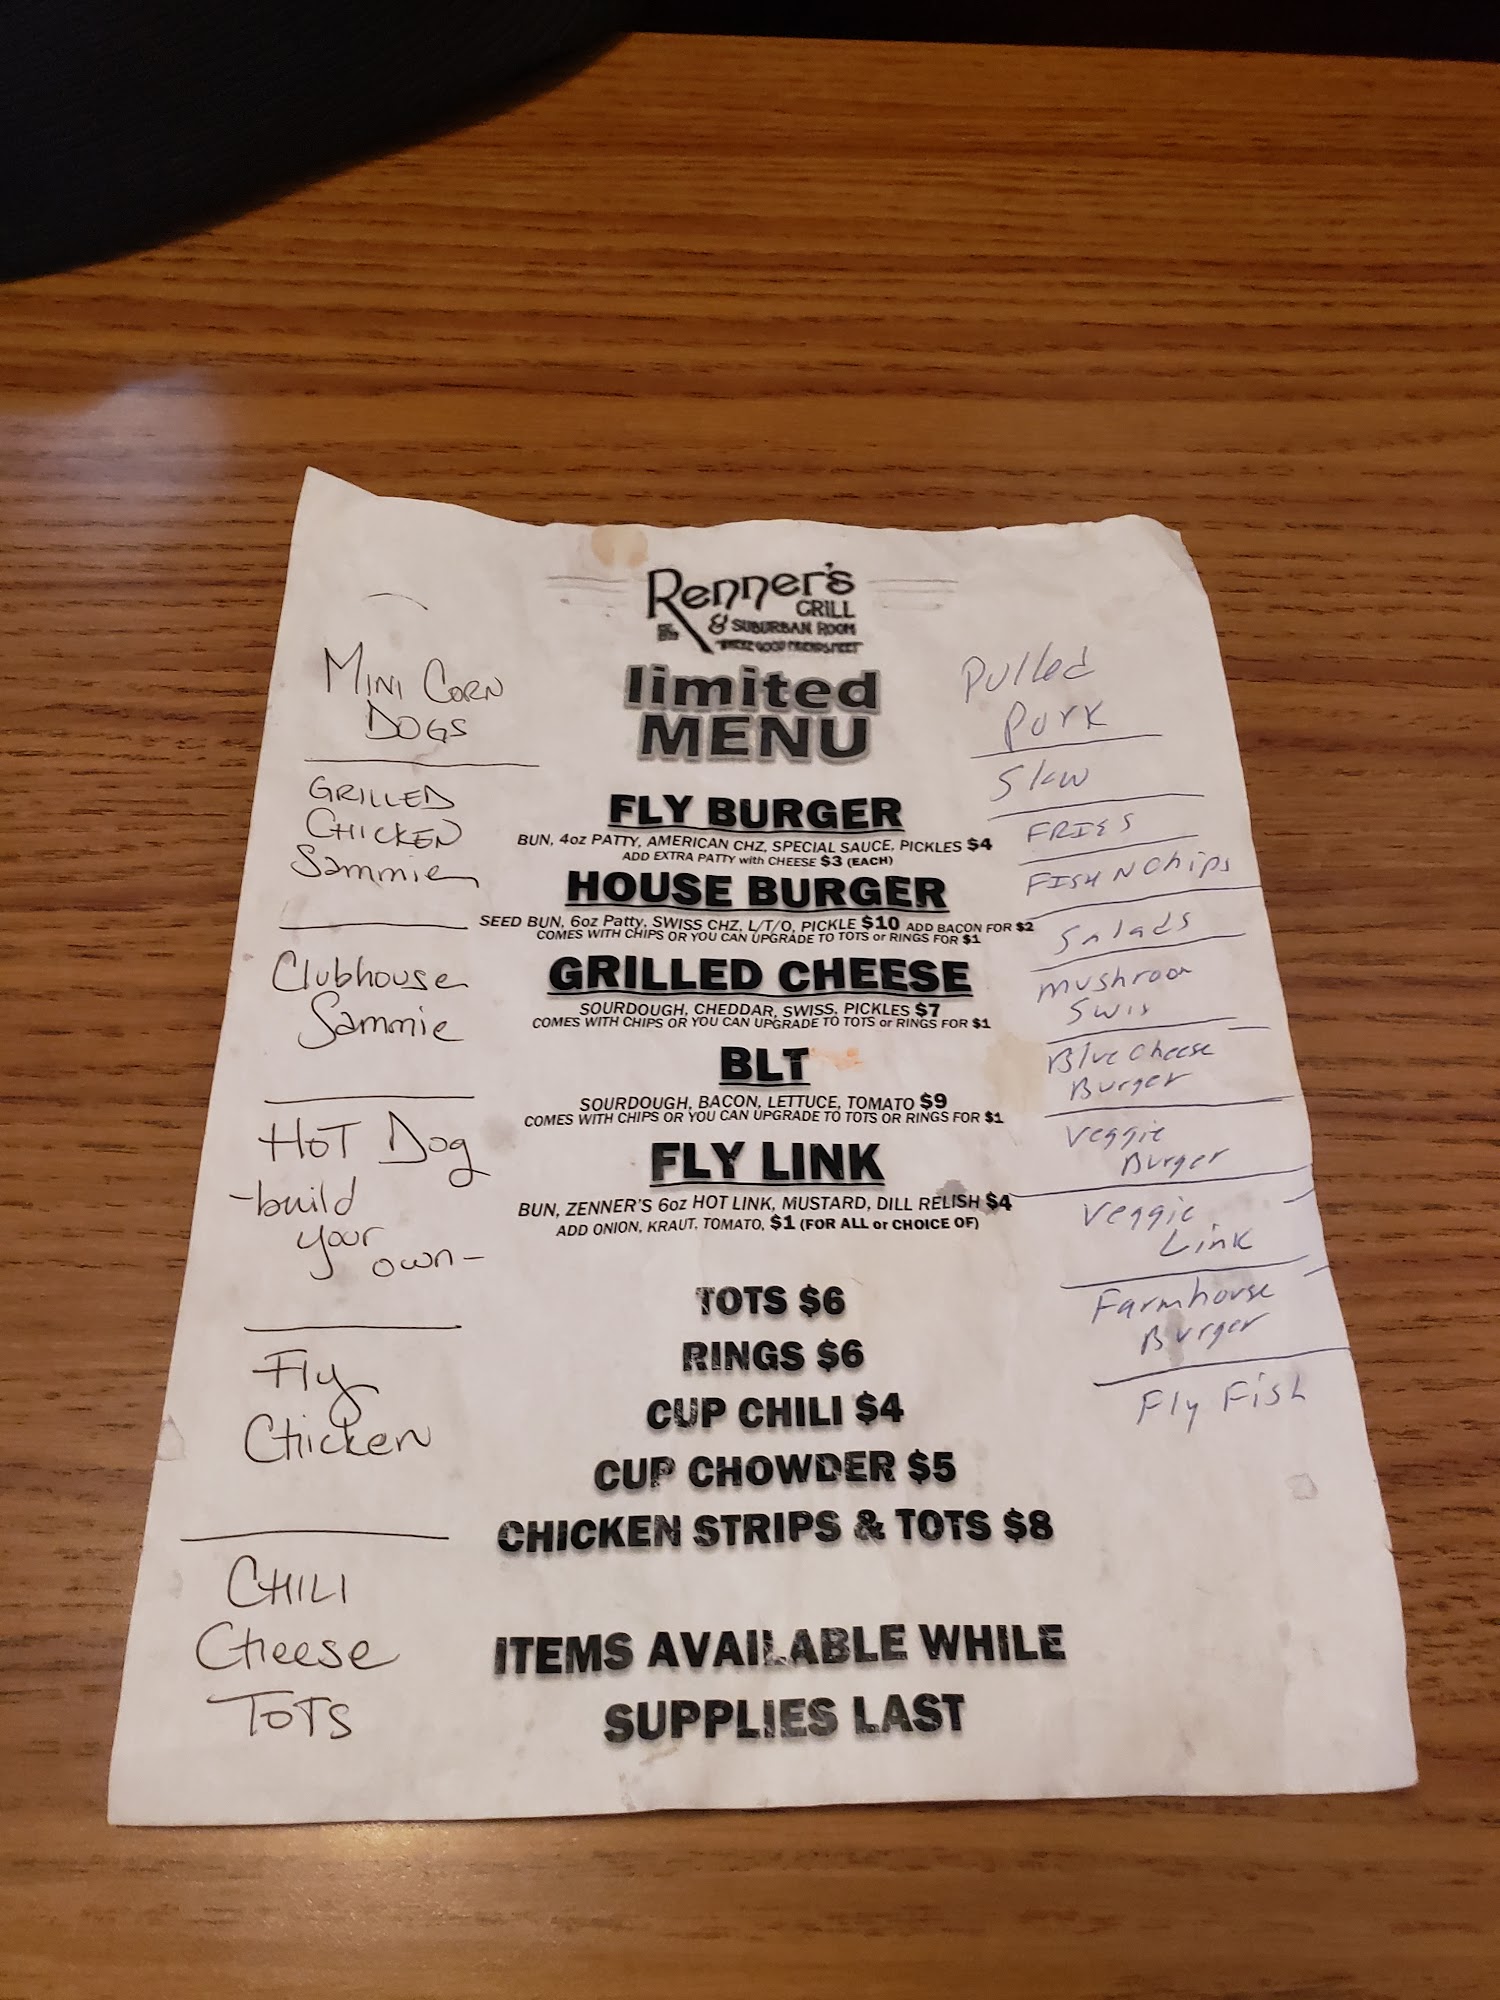 Renner's
GRILL
& SUBURBAN ROOM
"WHERE GOOD FRIENDS MEET"
limited
MENU
FLY BURGER
BUN, 4oz PATTY, AMERICAN CHZ, SPECIAL SAUCE, PICKLES $4
ADD EXTRA PATTY with CHEESE $3 (EACH)
HOUSE BURGER
SEED BUN, 6oz Patty, SWISS CHZ, L/T/O, PICKLE $10 ADD BACON FOR $2
COMES WITH CHIPS OR YOU CAN UPGRADE TO TOTS or RINGS FOR $1
GRILLED CHEESE
SOURDOUGH, CHEDDAR, SWISS, PICKLES $7
COMES WITH CHIPS OR YOU CAN UPGRADE TO TOTS or RINGS FOR $1
BLT
SOURDOUGH, BACON, LETTUCE, TOMATO $9
COMES WITH CHIPS OR YOU CAN UPGRADE TO TOTS OR RINGS FOR $1
FLY LINK
BUN, ZENNER'S 6oz HOT LINK, MUSTARD, DILL RELISH $4
ADD ONION, KRAUT, TOMATO, $1 (FOR ALL or CHOICE OF)
TOTS $6
RINGS $6
CUP CHILI $4
CUP CHOWDER $5
CHICKEN STRIPS & TOTS $8
ITEMS AVAILABLE WHILE
SUPPLIES LAST
MINI CORN
DOGS
GRILLED
CHICKEN
Sammie
Clubhouse
Sammie
HOT Dog
-build
your
own-
Fly
Chicken
CHILI
Cheese
TOTS
Pulled
Pork
Slaw
FRIES
FISH N Chips
Salads
Mushroom
Swis
Blue Cheese
Burger
Veggie
Burger
Veggie
Link
Farmhouse
Burger
Fly Fish